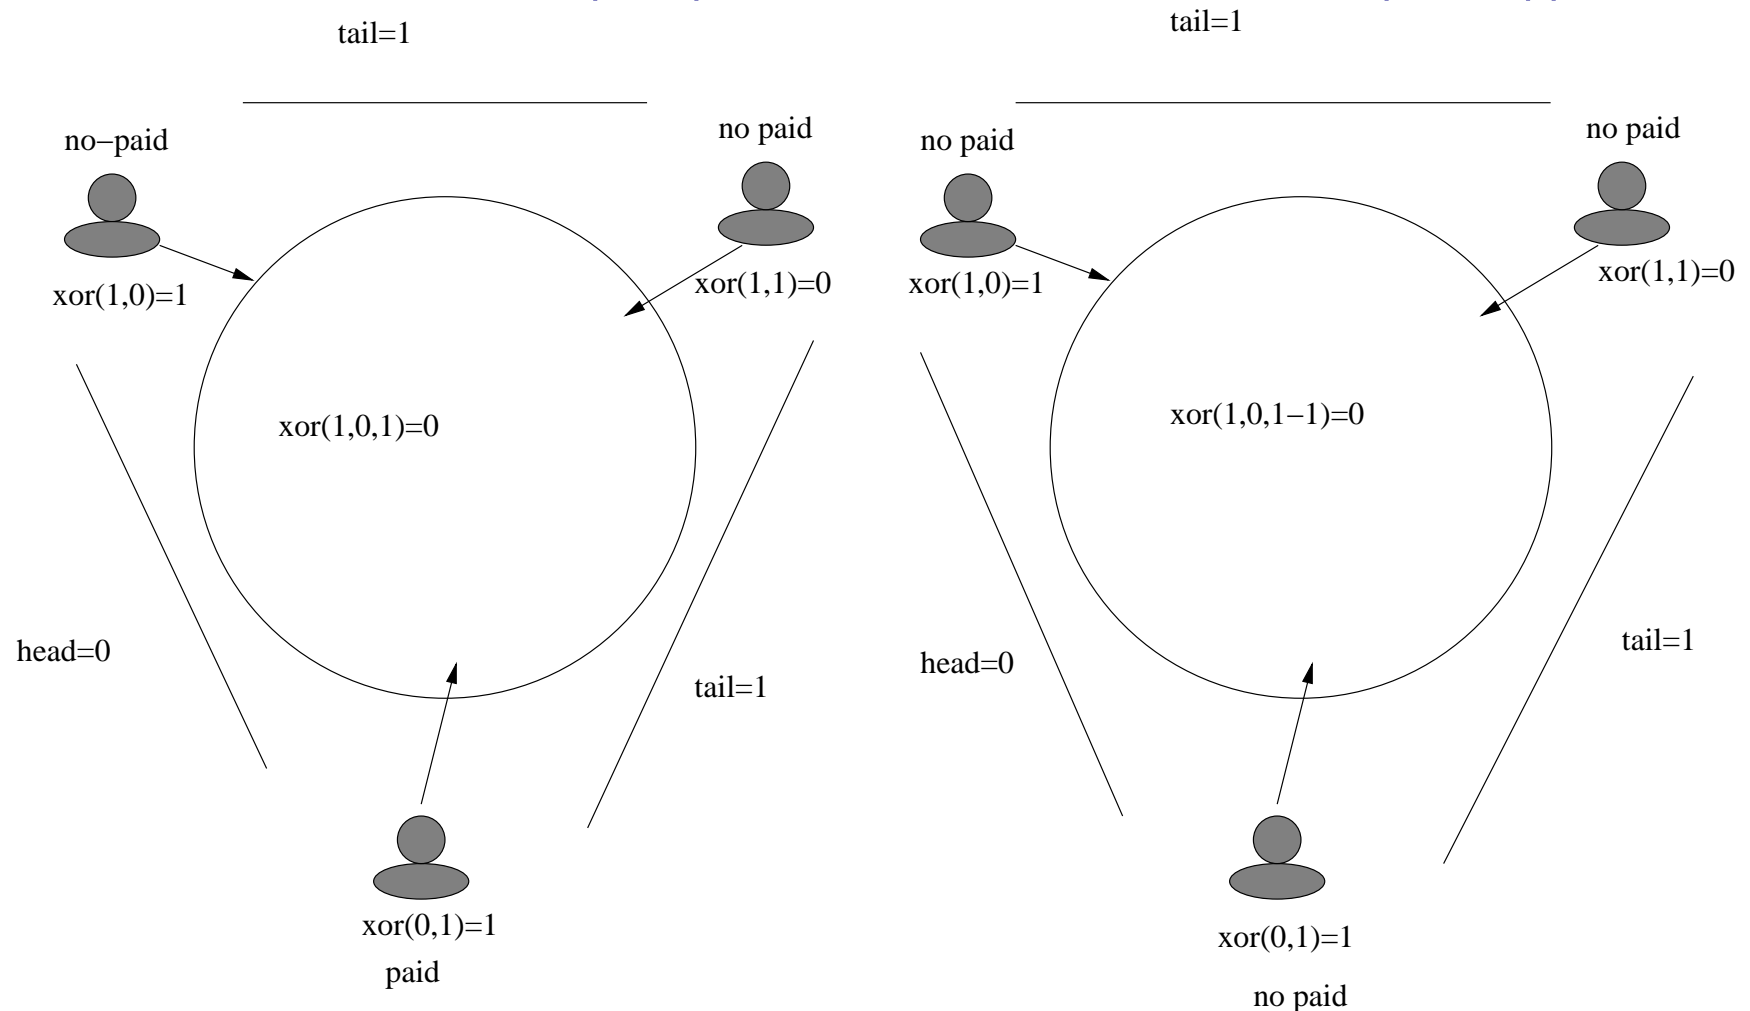 tail=1
no−paid
no paid
xor(1,0)=1
xor(1,1)=0
xor(1,0,1)=0
head=0
tail=1
xor(0,1)=1
paid
tail=1
no paid
no paid
xor(1,0)=1
xor(1,1)=0
xor(1,0,1−1)=0
head=0
tail=1
xor(0,1)=1
no paid